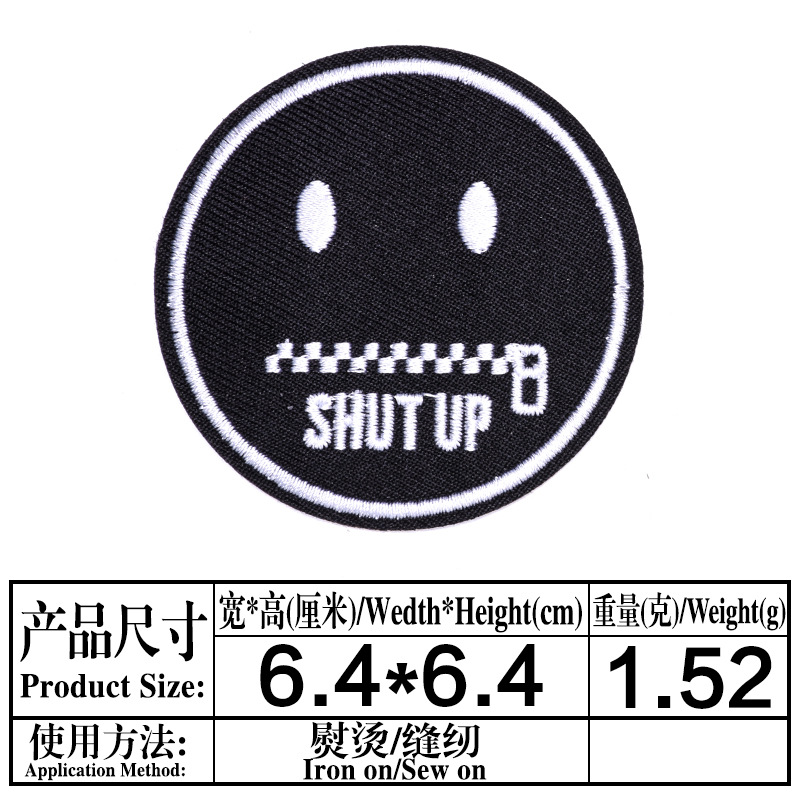 SHUT UP
产品尺寸
Product Size:
宽*高(厘米)/Wedth*Height(cm)
重量(克)/Weight(g)
6.4*6.4
1.52
使用方法:
Application Method:
熨烫/缝纫
Iron on/Sew on